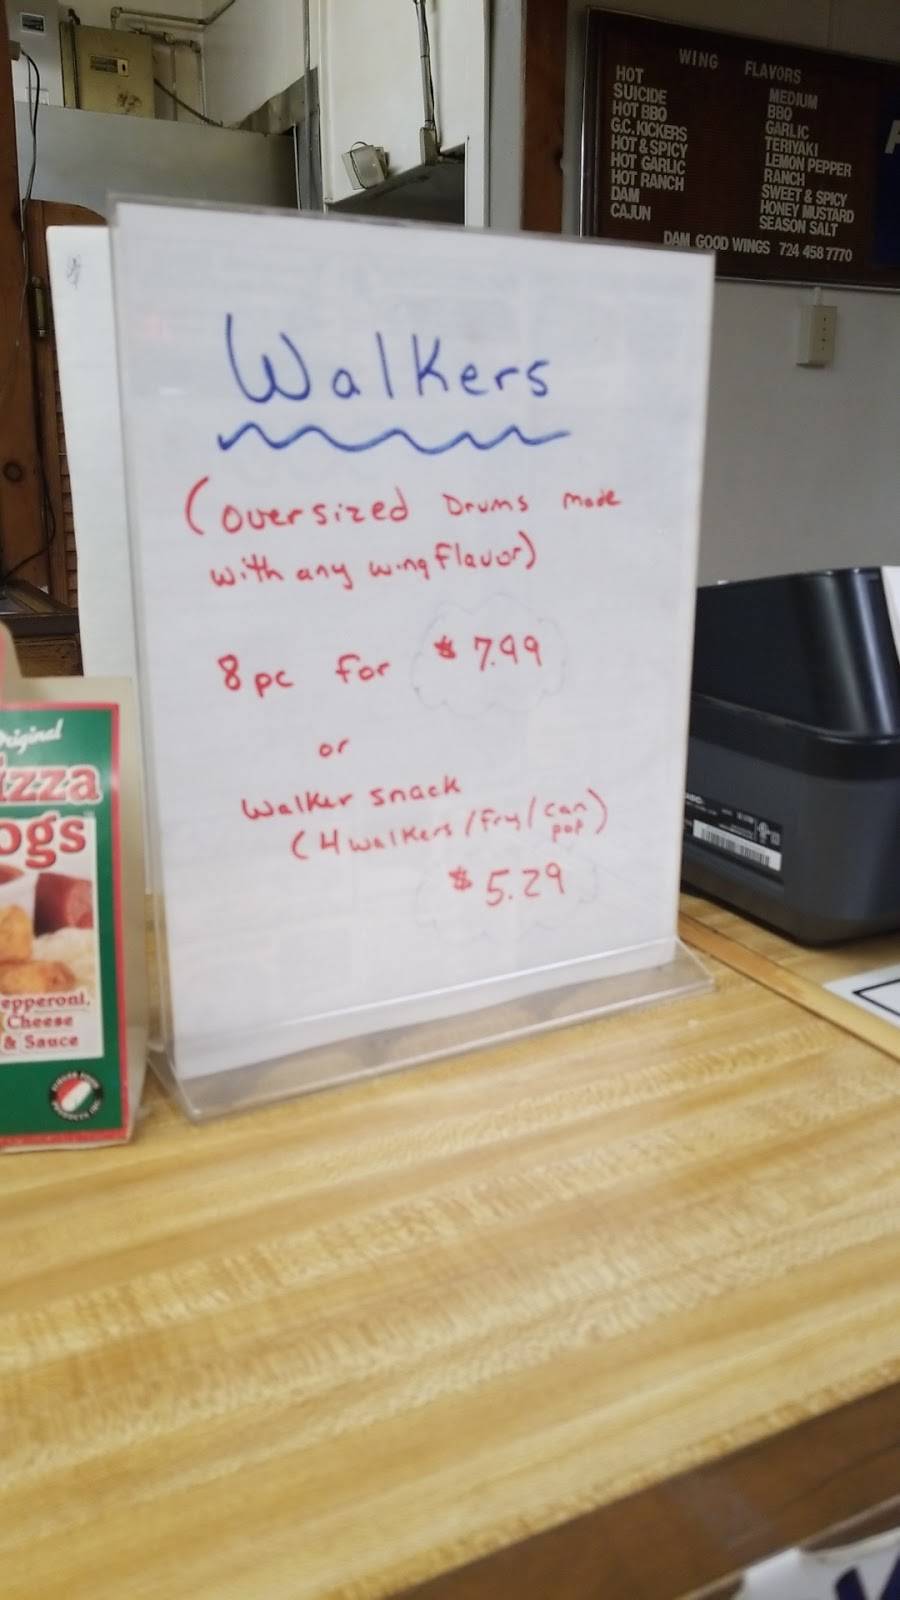 WING FLAVORS
HOT
SUICIDE
HOT BBQ
G.C. KICKERS
HOT & SPICY
HOT GARLIC
HOT RANCH
DAM
CAJUN
MEDIUM
BBQ
GARLIC
TERIYAKI
LEMON PEPPER
RANCH
SWEET & SPICY
HONEY MUSTARD
SEASON SALT
DAM GOOD WINGS 724 458 7770
Walkers
(oversized Drums made
with any wing flavor)
8 pc for $7.99
or
Walker snack
(4 walkers / fry / can pop)
$5.29
Original
izza
ogs
epperoni,
Cheese
& Sauce